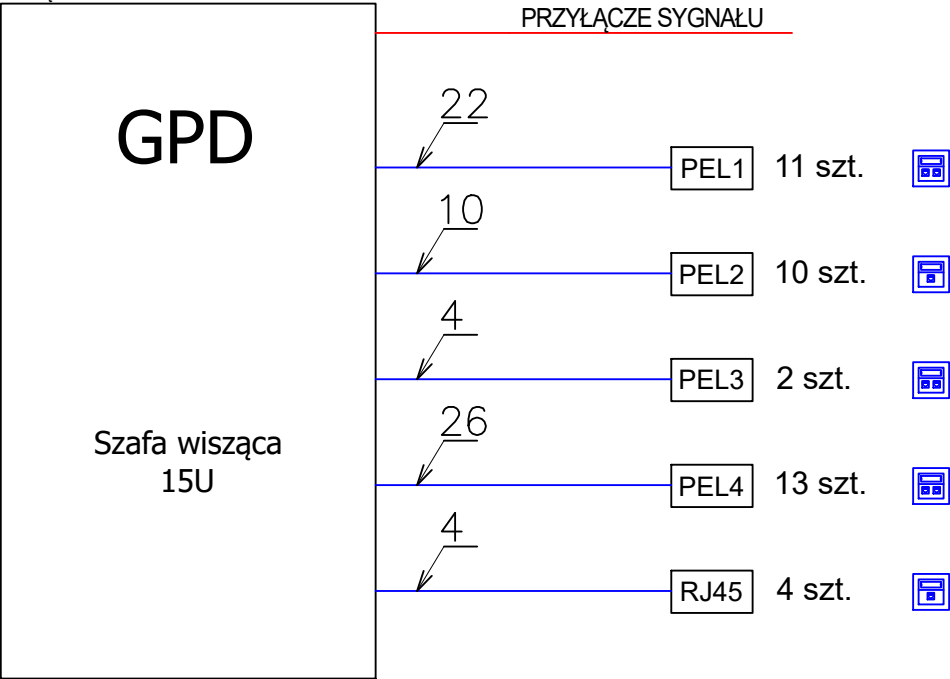 PRZYŁĄCZE SYGNAŁU
GPD
22
PEL1 11 szt.
10
PEL2 10 szt.
4
PEL3 2 szt.
26
PEL4 13 szt.
Szafa wisząca
15U
4
RJ45 4 szt.